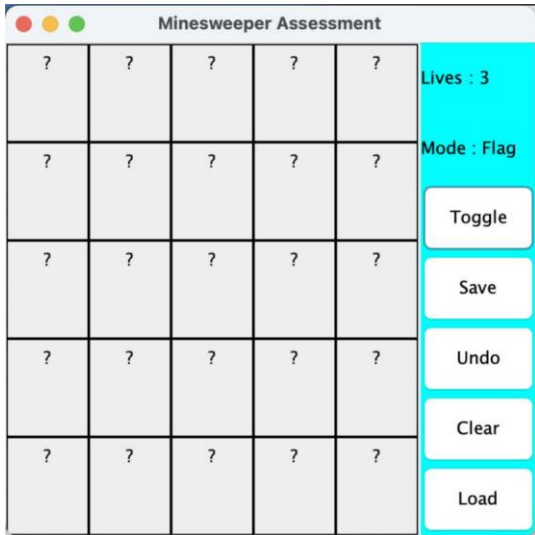 Minesweeper Assessment
? ? ? ? ?
Lives : 3
? ? ? ? ?
Mode : Flag
Toggle
? ? ? ? ?
Save
? ? ? ? ?
Undo
Clear
? ? ? ? ?
Load